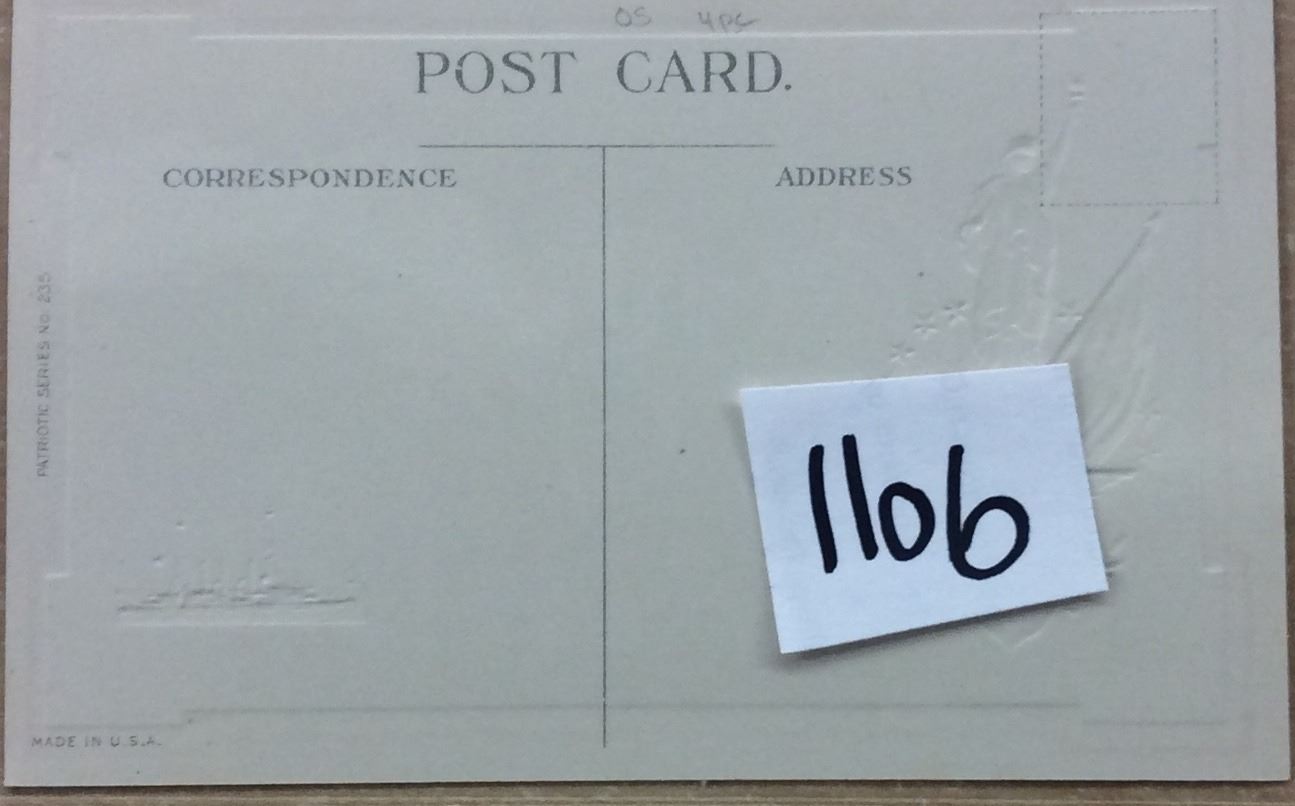 OS 4pc
POST CARD.
CORRESPONDENCE
ADDRESS
PATRIOTIC SERIES No. 235
1106
MADE IN U.S.A.